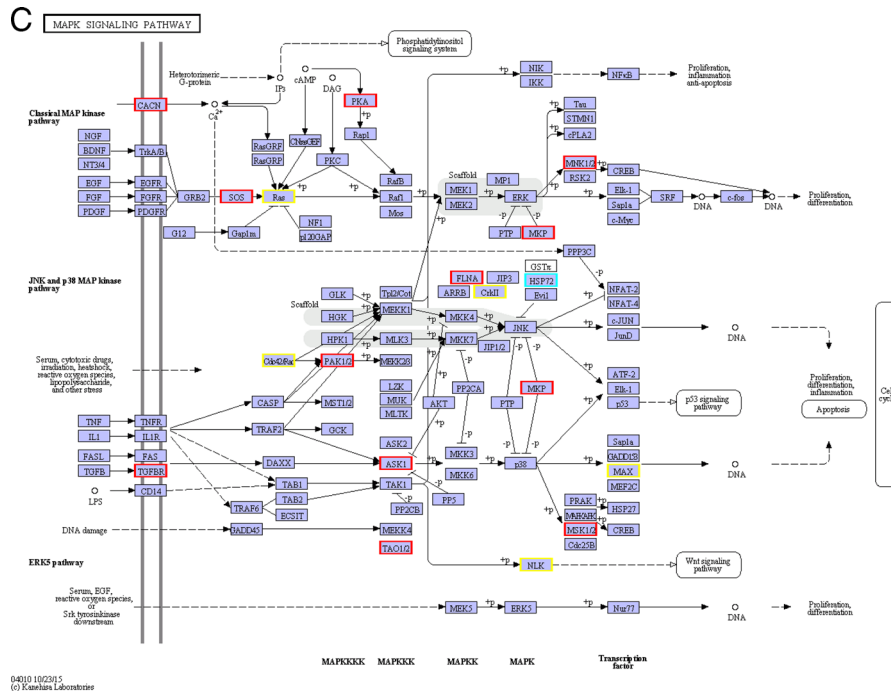 C
MAPK SIGNALING PATHWAY
Phosphatidylinositol
signaling system
Heterotorimeric
G-protein
IP3
cAMP
DAG
Ca2+
CACN
PKA
Rap1
RasGRF
RasGRP
CNrasGEF
PKC
NIK
IKK
NFκB
Proliferation,
inflammation
anti-apoptosis
Classical MAP kinase
pathway
NGF
BDNF
NT3/4
TrkA/B
EGF
FGF
PDGF
EGFR
FGFR
PDGFR
GRB2
SOS
Ras
G12
Gap1m
NF1
p120GAP
RafB
Raf1
Mos
Scaffold
MEK1
MEK2
MP1
ERK
PTP
MKP
Tau
STMN1
cPLA2
MNK1/2
RSK2
CREB
Elk-1
Sap1a
c-Myc
SRF
DNA
c-fos
DNA
Proliferation,
differentiation
PPP3C
JNK and p38 MAP kinase
pathway
GLK
HGK
HPK1
Scaffold
Tpl2/Cot
MEKK1
MLK3
MEKK2/3
Cdc42/Rac
PAK1/2
FLNA
JIP3
ARRB
CrkII
GSTπ
HSP72
Evi1
MKK4
MKK7
JNK
JIP1/2
NFAT-2
NFAT-4
c-JUN
JunD
DNA
Serum, cytotoxic drugs,
irradiation, heatshock,
reactive oxygen species,
lipopolysaccharide,
and other stress
LZK
MUK
MLTK
AKT
PP2CA
PTP
MKP
ATF-2
Elk-1
p53
p53 signaling
pathway
Proliferation,
differentiation,
inflammation
Apoptosis
Cel
TNF
IL1
FASL
TGFB
LPS
TNFR
IL1R
FAS
TGFBR
CD14
CASP
TRAF2
DAXX
MST1/2
GCK
ASK2
ASK1
TAK1
TAB1
TAB2
ECSIT
TRAF6
PP2CB
PP5
MKK3
MKK6
p38
Sap1a
GADD153
MAX
MEF2C
DNA
PRAK
MAPKAPK
MSK1/2
Cdc25B
HSP27
CREB
DNA damage
GADD45
MEKK4
TAO1/2
NLK
Wnt signaling
pathway
ERK5 pathway
Serum, EGF,
reactive oxygen species,
or
Srk tyrosinkinase
downstream
MEK5
+p
ERK5
+p
Nur77
DNA
Proliferation,
differentiation
MAPKKKK
MAPKKK
MAPKK
MAPK
Transcription
factor
04010 10/23/15
(c) Kanehisa Laboratories